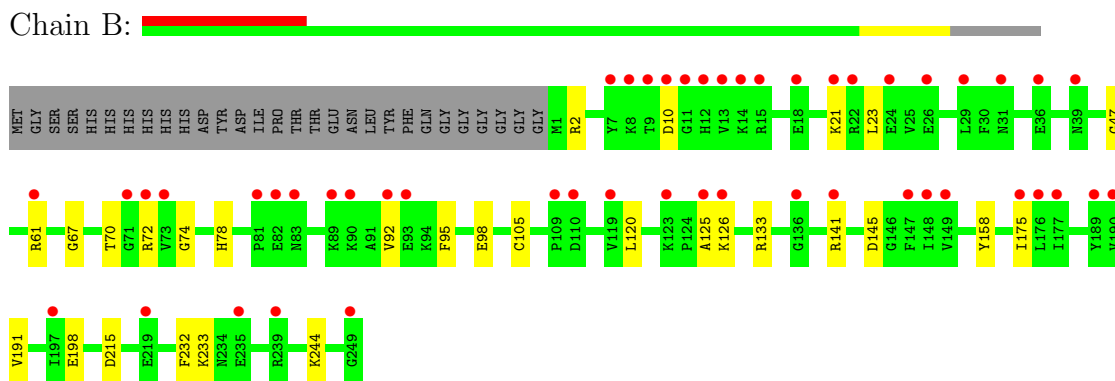 Chain B:
MET GLY SER SER HIS HIS HIS HIS HIS HIS ASP TYR ASP ILE PRO THR THR GLU ASN LEU TYR PHE GLN GLY GLY GLY GLY GLY GLY M1 R2 Y7 K8 T9 D10 G11 H12 V13 K14 R15 E18 K21 R22 L23 E24 V25 E26 L29 F30 N31 E36 N39
R61 G67 T70 G71 R72 V73 G74 H78 P81 E82 N83 K89 K90 A91 V92 E93 K94 F95 E98 C105 P109 D110 V119 L120 K123 P124 A125 K126 R133 G136 R141 D145 G146 F147 I148 V149 Y158 I175 L176 I177 Y189
V191 I197 E198 D215 E219 F232 K233 N234 E235 R239 K244 G249